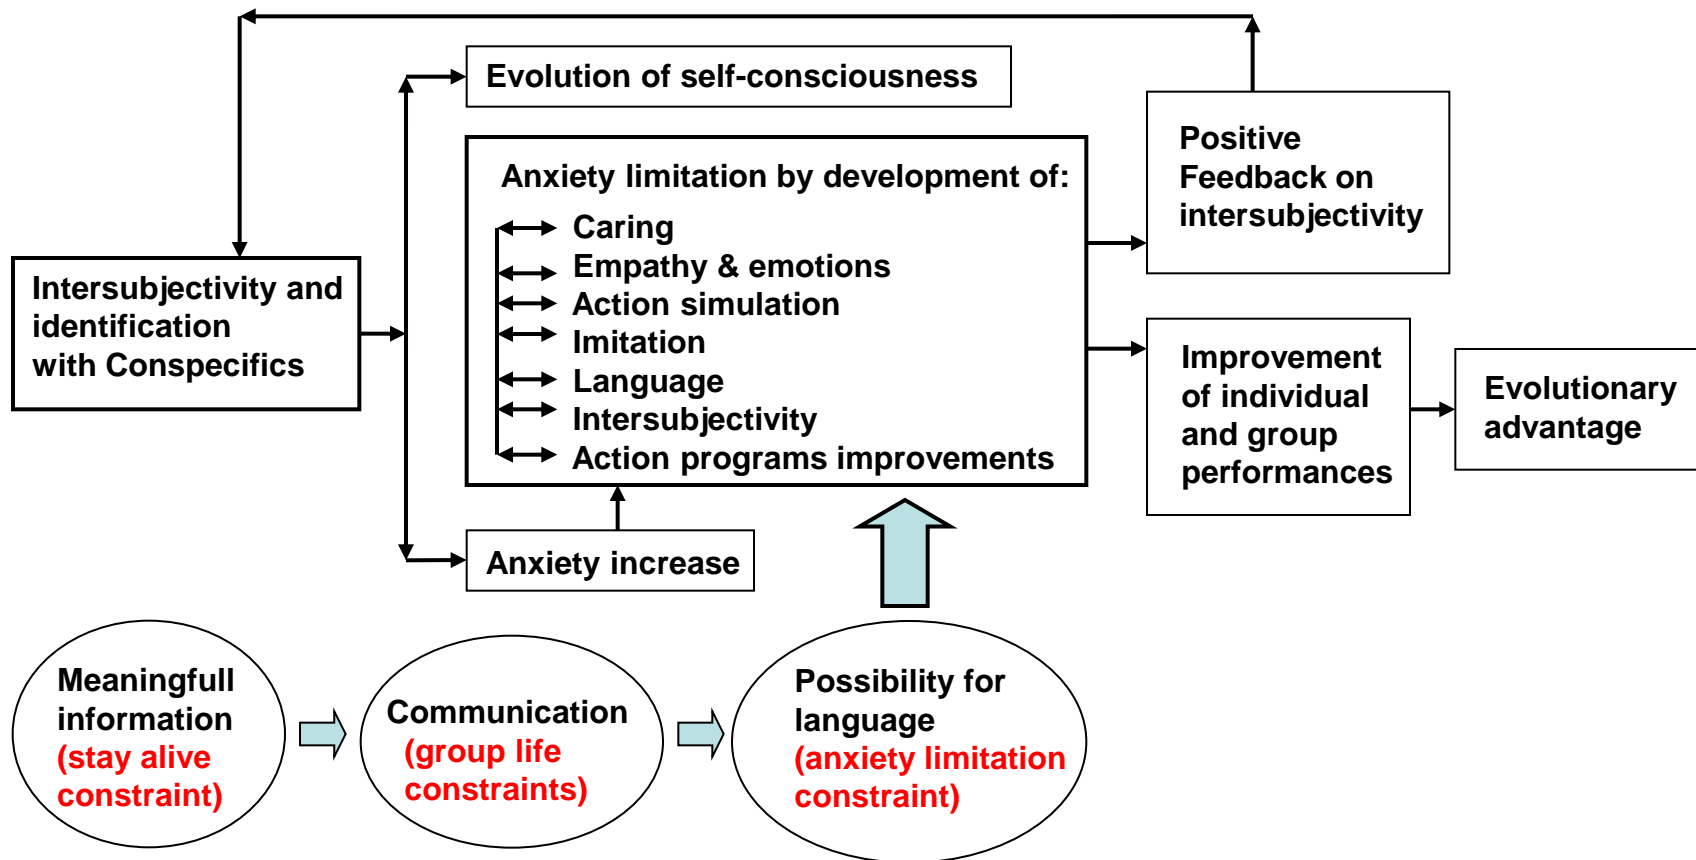 Evolution of self-consciousness
Anxiety limitation by development of:
Caring
Empathy & emotions
Action simulation
Imitation
Language
Intersubjectivity
Action programs improvements
Positive
Feedback on
intersubjectivity
Intersubjectivity and
identification
with Conspecifics
Improvement
of individual
and group
performances
Evolutionary
advantage
Anxiety increase
Meaningfull
information
(stay alive
constraint)
Communication
(group life
constraints)
Possibility for
language
(anxiety limitation
constraint)